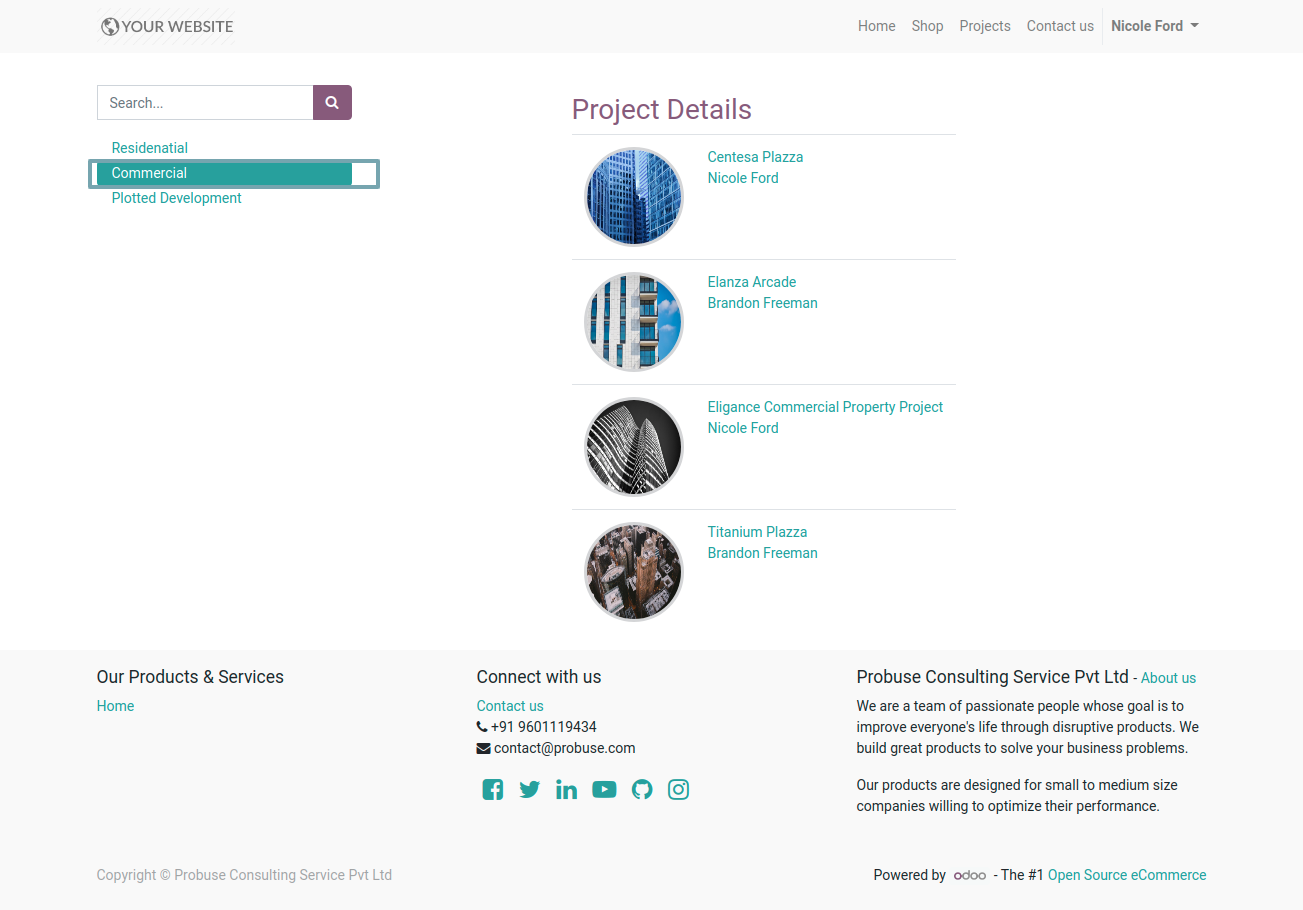 YOUR WEBSITE
Home Shop Projects Contact us Nicole Ford
Search...
Residenatial
Commercial
Plotted Development
Project Details
Centesa Plazza
Nicole Ford
Elanza Arcade
Brandon Freeman
Eligance Commercial Property Project
Nicole Ford
Titanium Plazza
Brandon Freeman
Our Products & Services
Home
Connect with us
Contact us
+91 9601119434
contact@probuse.com
Probuse Consulting Service Pvt Ltd - About us
We are a team of passionate people whose goal is to
improve everyone's life through disruptive products. We
build great products to solve your business problems.
Our products are designed for small to medium size
companies willing to optimize their performance.
Copyright © Probuse Consulting Service Pvt Ltd
Powered by odoo - The #1 Open Source eCommerce